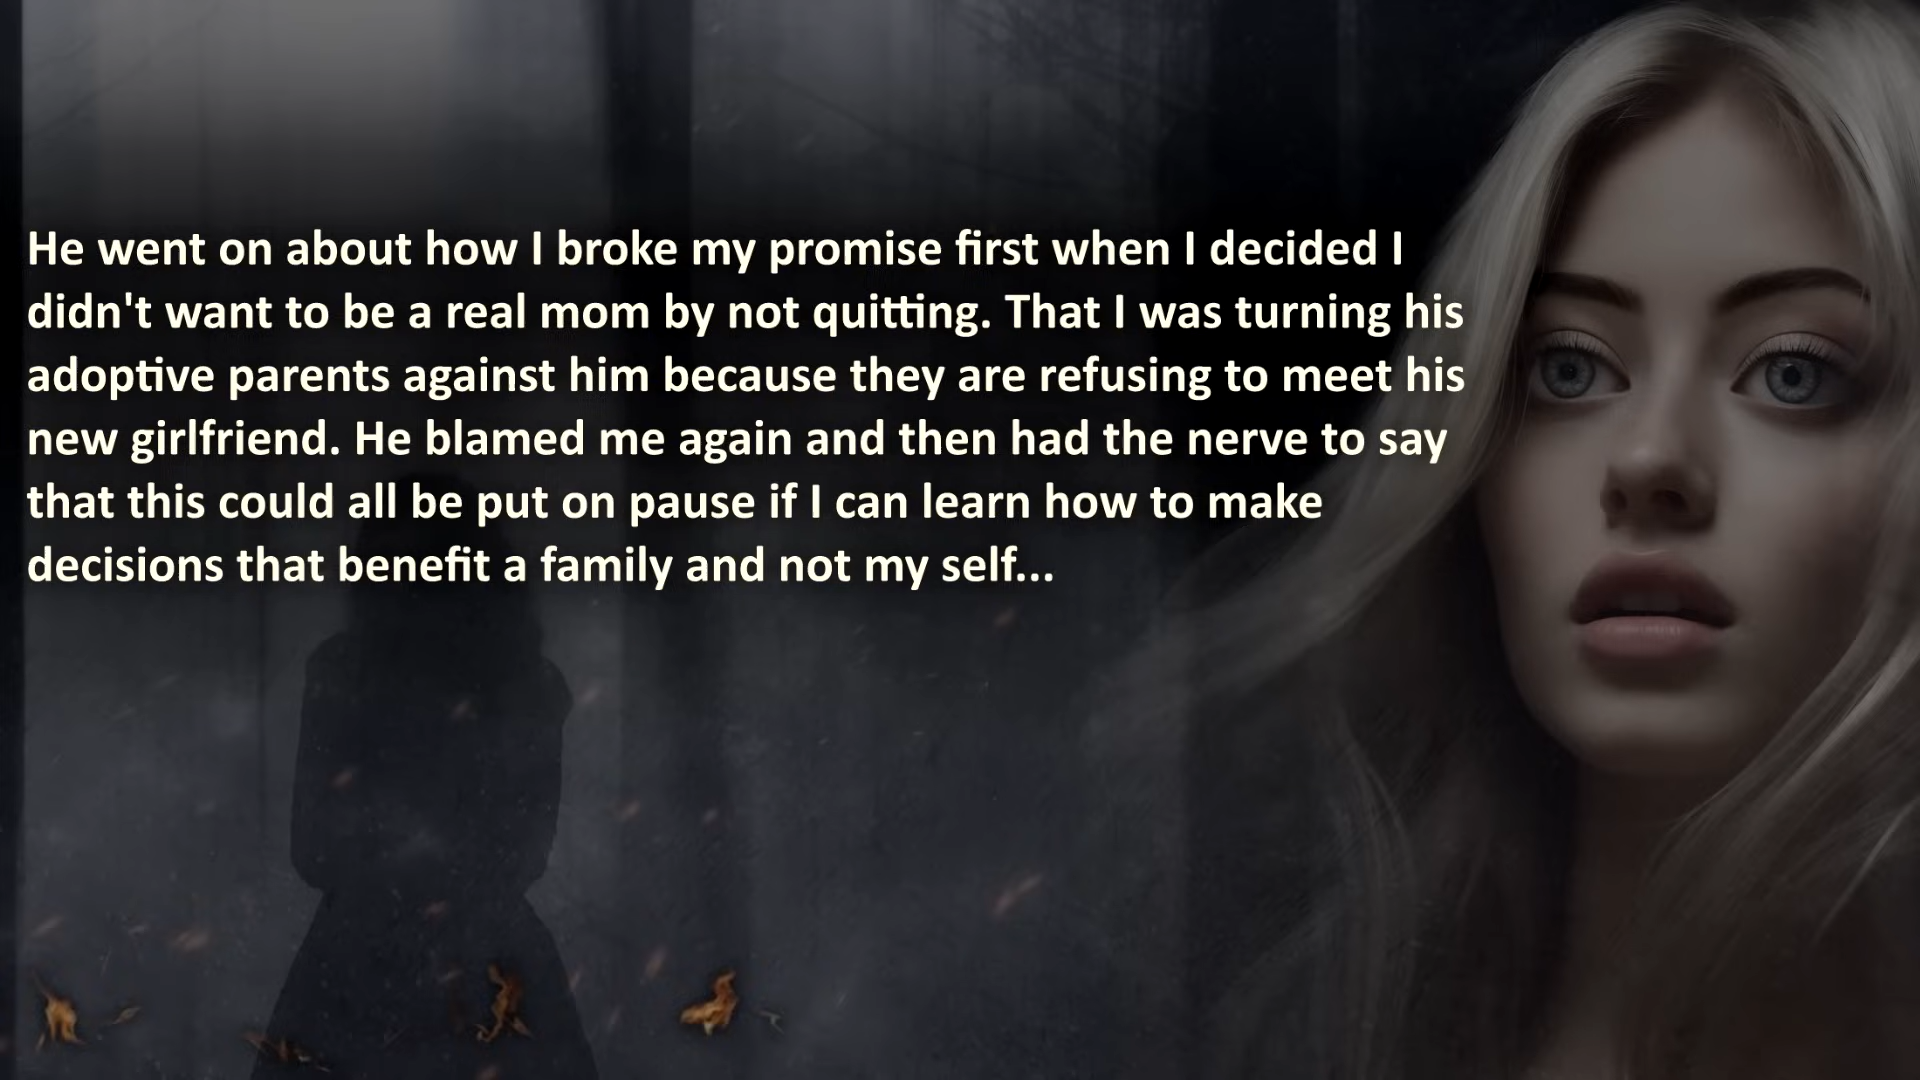 He went on about how I broke my promise first when I decided I
didn't want to be a real mom by not quitting. That I was turning his
adoptive parents against him because they are refusing to meet his
new girlfriend. He blamed me again and then had the nerve to say
that this could all be put on pause if I can learn how to make
decisions that benefit a family and not my self...